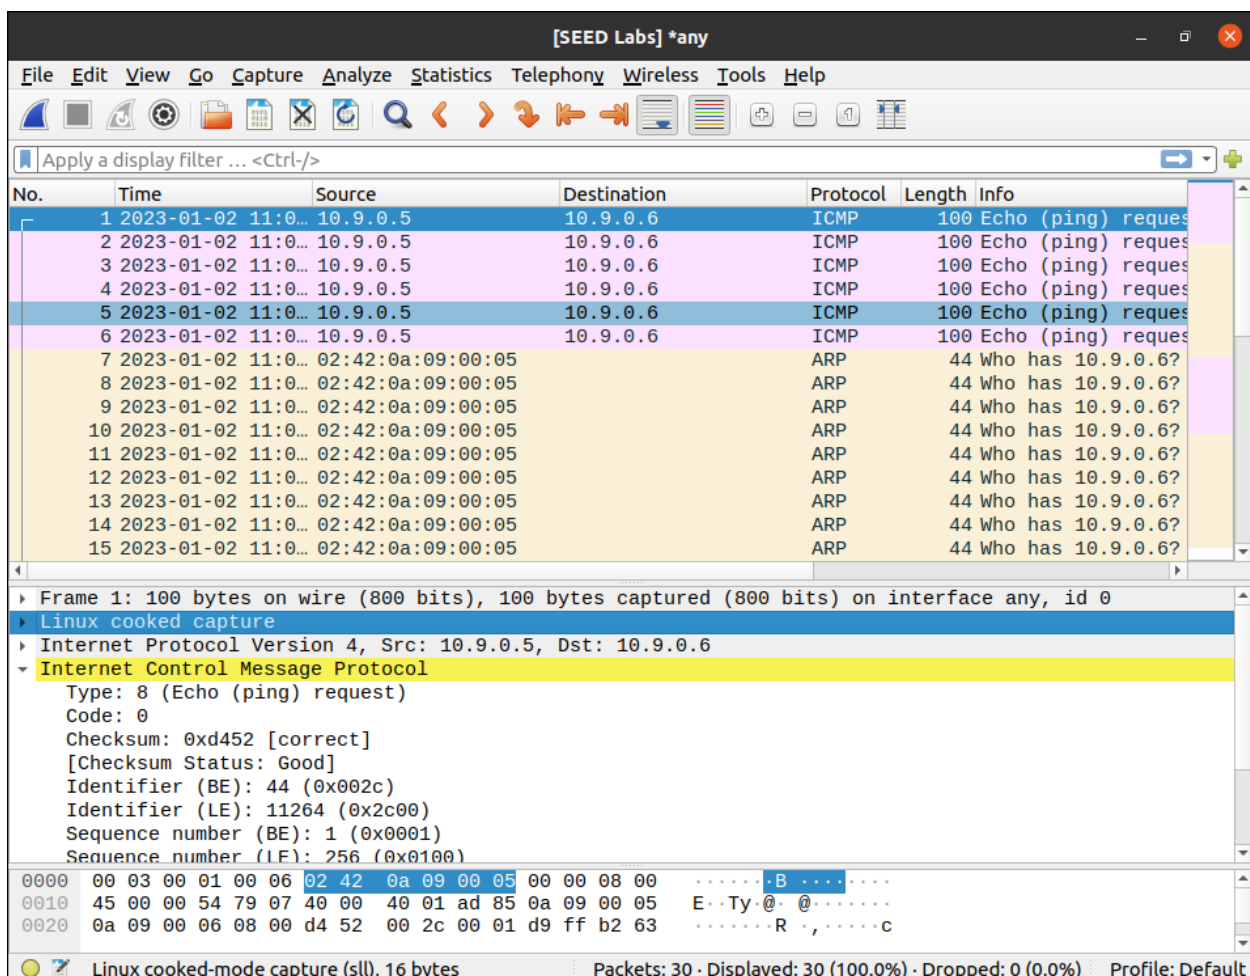 [SEED Labs] *any
File Edit View Go Capture Analyze Statistics Telephony Wireless Tools Help
Apply a display filter … <Ctrl-/>
No. Time Source Destination Protocol Length Info
1 2023-01-02 11:0… 10.9.0.5 10.9.0.6 ICMP 100 Echo (ping) reques
2 2023-01-02 11:0… 10.9.0.5 10.9.0.6 ICMP 100 Echo (ping) reques
3 2023-01-02 11:0… 10.9.0.5 10.9.0.6 ICMP 100 Echo (ping) reques
4 2023-01-02 11:0… 10.9.0.5 10.9.0.6 ICMP 100 Echo (ping) reques
5 2023-01-02 11:0… 10.9.0.5 10.9.0.6 ICMP 100 Echo (ping) reques
6 2023-01-02 11:0… 10.9.0.5 10.9.0.6 ICMP 100 Echo (ping) reques
7 2023-01-02 11:0… 02:42:0a:09:00:05 ARP 44 Who has 10.9.0.6?
8 2023-01-02 11:0… 02:42:0a:09:00:05 ARP 44 Who has 10.9.0.6?
9 2023-01-02 11:0… 02:42:0a:09:00:05 ARP 44 Who has 10.9.0.6?
10 2023-01-02 11:0… 02:42:0a:09:00:05 ARP 44 Who has 10.9.0.6?
11 2023-01-02 11:0… 02:42:0a:09:00:05 ARP 44 Who has 10.9.0.6?
12 2023-01-02 11:0… 02:42:0a:09:00:05 ARP 44 Who has 10.9.0.6?
13 2023-01-02 11:0… 02:42:0a:09:00:05 ARP 44 Who has 10.9.0.6?
14 2023-01-02 11:0… 02:42:0a:09:00:05 ARP 44 Who has 10.9.0.6?
15 2023-01-02 11:0… 02:42:0a:09:00:05 ARP 44 Who has 10.9.0.6?
Frame 1: 100 bytes on wire (800 bits), 100 bytes captured (800 bits) on interface any, id 0
Linux cooked capture
Internet Protocol Version 4, Src: 10.9.0.5, Dst: 10.9.0.6
Internet Control Message Protocol
Type: 8 (Echo (ping) request)
Code: 0
Checksum: 0xd452 [correct]
[Checksum Status: Good]
Identifier (BE): 44 (0x002c)
Identifier (LE): 11264 (0x2c00)
Sequence number (BE): 1 (0x0001)
Sequence number (LE): 256 (0x0100)
0000 00 03 00 01 00 06 02 42 0a 09 00 05 00 00 08 00 ·······B ········
0010 45 00 00 54 79 07 40 00 40 01 ad 85 0a 09 00 05 E··Ty·@· @·······
0020 0a 09 00 06 08 00 d4 52 00 2c 00 01 d9 ff b2 63 ·······R ·,·····c
Linux cooked-mode capture (sll), 16 bytes Packets: 30 · Displayed: 30 (100.0%) · Dropped: 0 (0.0%) Profile: Default